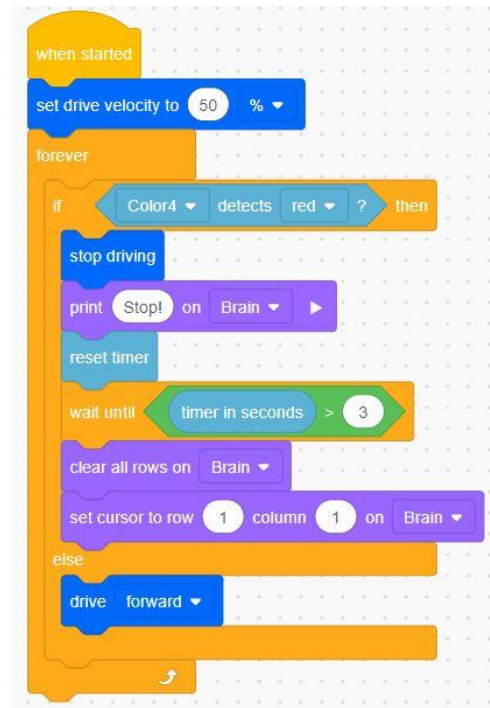 when started
set drive velocity to 50 %
forever
if Color4 detects red ? then
stop driving
print Stop! on Brain
reset timer
wait until timer in seconds > 3
clear all rows on Brain
set cursor to row 1 column 1 on Brain
else
drive forward